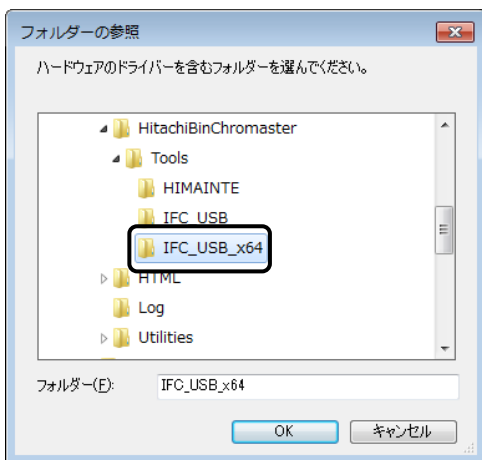 フォルダーの参照
ハードウェアのドライバーを含むフォルダーを選んでください。
HitachiBinChromaster
Tools
HIMAINTE
IFC_USB
IFC_USB_x64
HTML
Log
Utilities
フォルダー(F): IFC_USB_x64
OK キャンセル